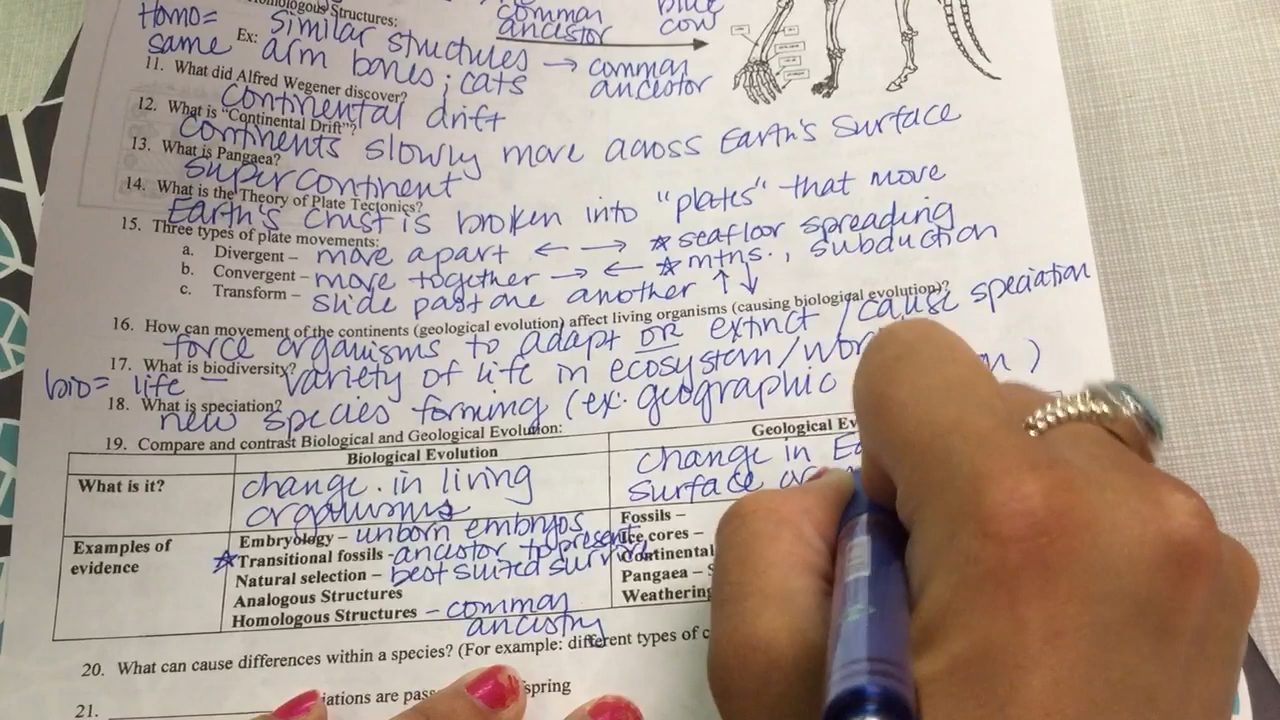 Homologous Structures:
common
ancestor
blue
cow
Homo=
same
Ex:
similar structures
arm bones; cats
→ common
ancestor
11. What did Alfred Wegener discover?
continental drift
12. What is "Continental Drift"?
continents slowly move across Earth's surface
13. What is Pangaea?
supercontinent
14. What is the Theory of Plate Tectonics?
Earth's crust is broken into "plates" that move
15. Three types of plate movements:
a. Divergent – move apart ← → ☆ seafloor spreading
b. Convergent – move together → ← ☆ mtns., subduction
c. Transform – slide past one another ↑↓
16. How can movement of the continents (geological evolution) affect living organisms (causing biological evolution)?
force organisms to adapt OR extinct / cause speciation
17. What is biodiversity?
bio= life – variety of life in ecosystem/
18. What is speciation?
new species forming (ex. geographic
19. Compare and contrast Biological and Geological Evolution:
Biological Evolution
Geological
What is it?
change in living
organisms
change in
surface
Examples of
evidence
Embryology – unborn embryos
☆ Transitional fossils - ancestor to present
Natural selection – best suited
Analogous Structures
Homologous Structures – common
ancestry
Fossils –
Ice cores –
Continental
Pangaea –
Weathering
20. What can cause differences within a species? (For example: different types of
21.